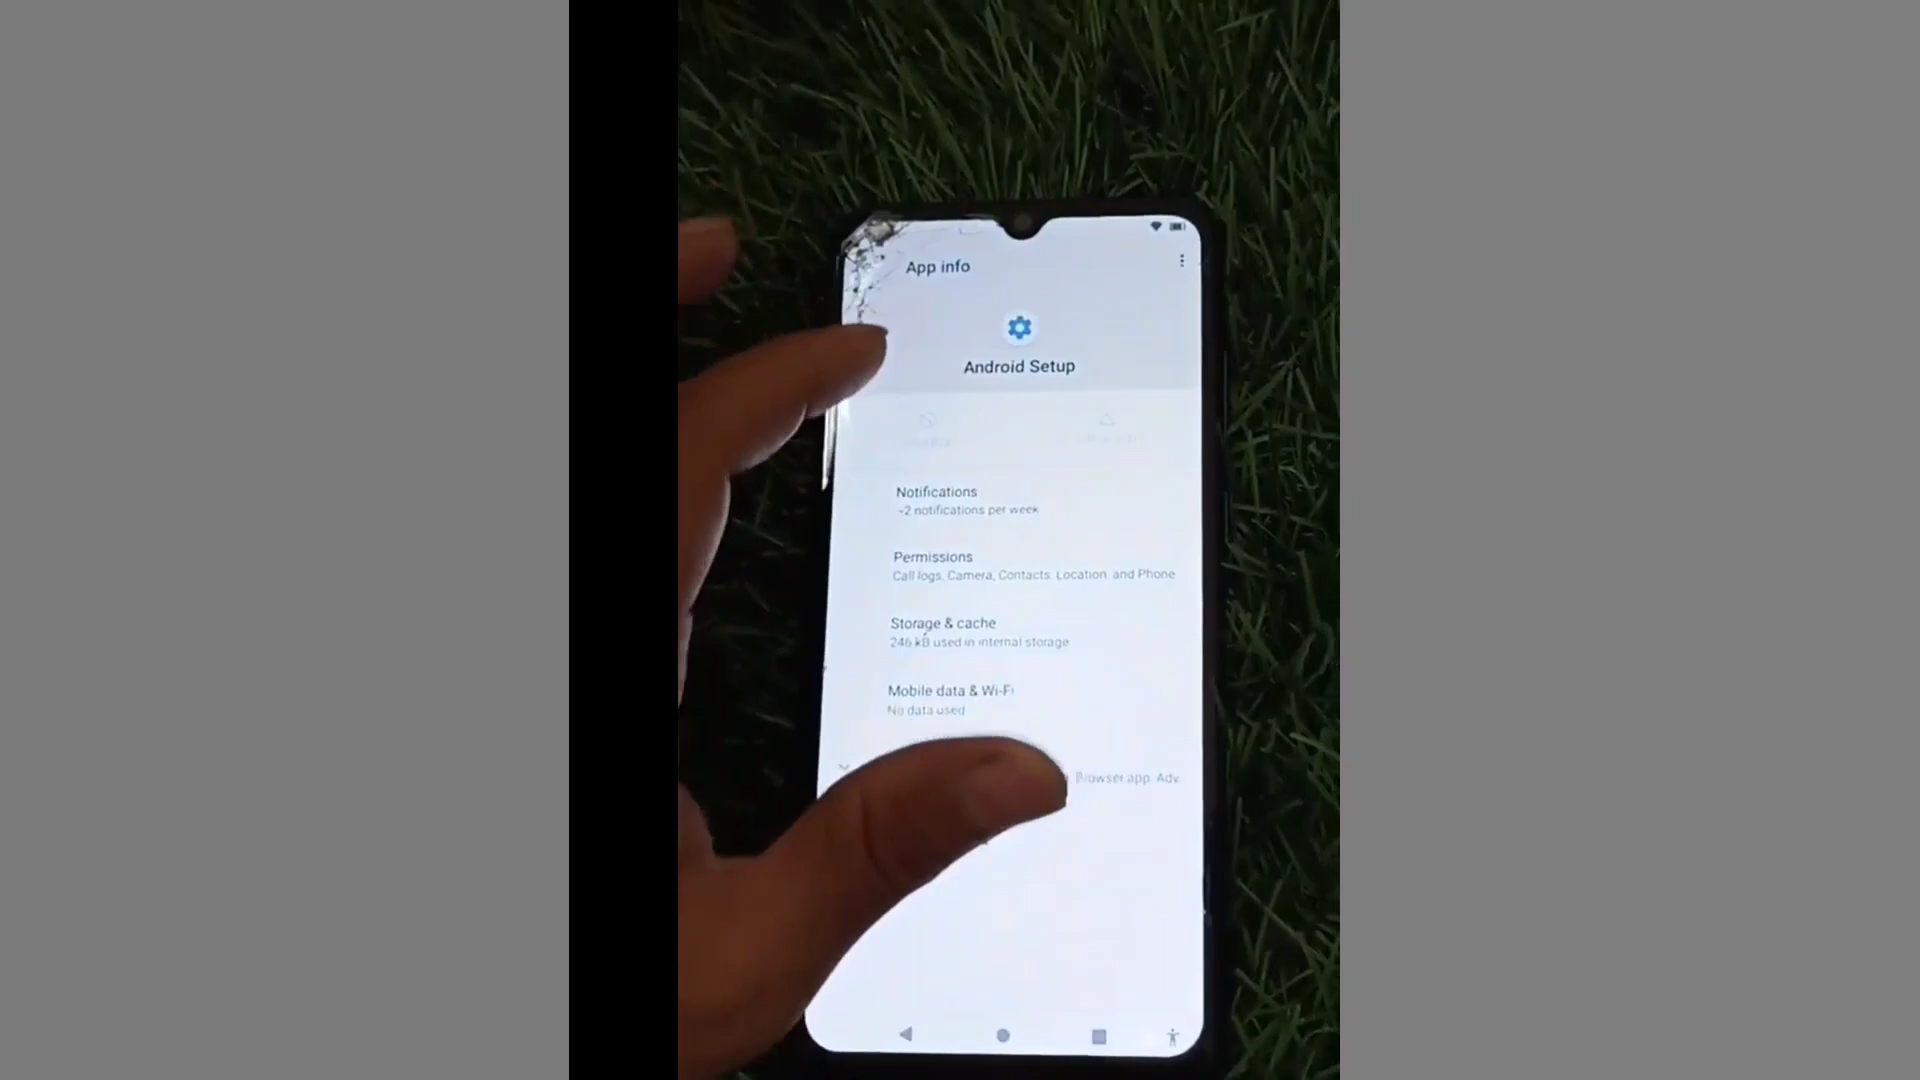 App info
Android Setup
Notifications
~2 notifications per week
Permissions
Call logs, Camera, Contacts, Location, and Phone
Storage & cache
246 kB used in internal storage
Mobile data & Wi-Fi
No data used
Browser app, Adv